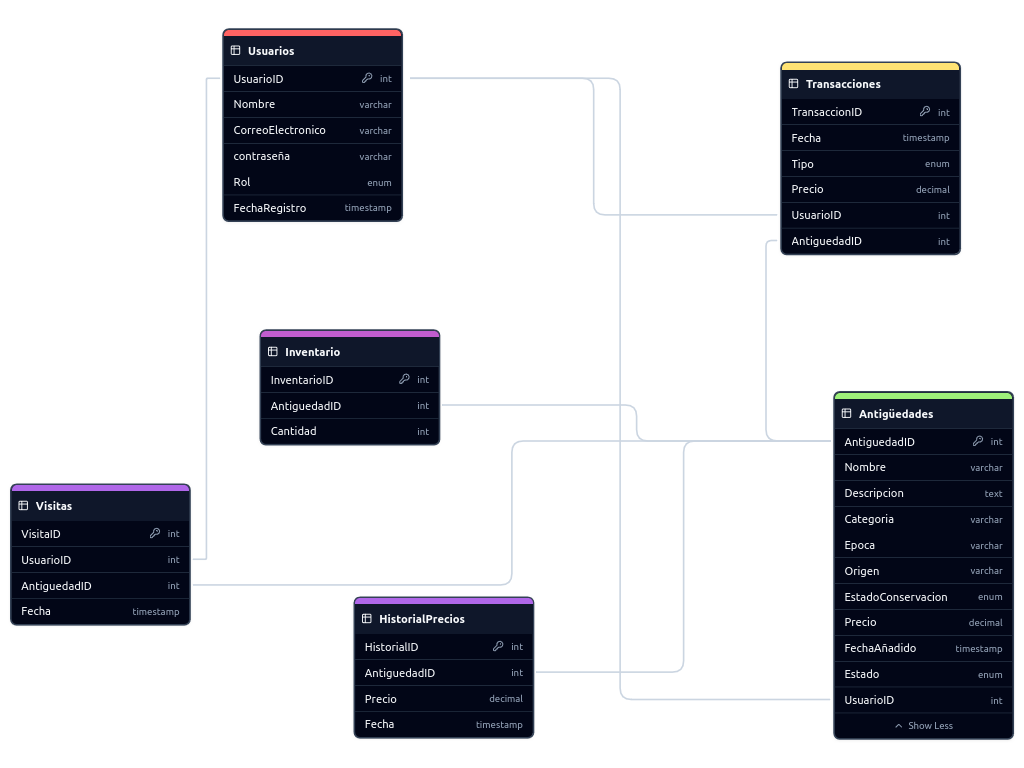 Usuarios
UsuarioID int
Nombre varchar
CorreoElectronico varchar
contraseña varchar
Rol enum
FechaRegistro timestamp
Transacciones
TransaccionID int
Fecha timestamp
Tipo enum
Precio decimal
UsuarioID int
AntiguedadID int
Inventario
InventarioID int
AntiguedadID int
Cantidad int
Antigüedades
AntiguedadID int
Nombre varchar
Descripcion text
Categoria varchar
Epoca varchar
Origen varchar
EstadoConservacion enum
Precio decimal
FechaAñadido timestamp
Estado enum
UsuarioID int
Show Less
Visitas
VisitaID int
UsuarioID int
AntiguedadID int
Fecha timestamp
HistorialPrecios
HistorialID int
AntiguedadID int
Precio decimal
Fecha timestamp